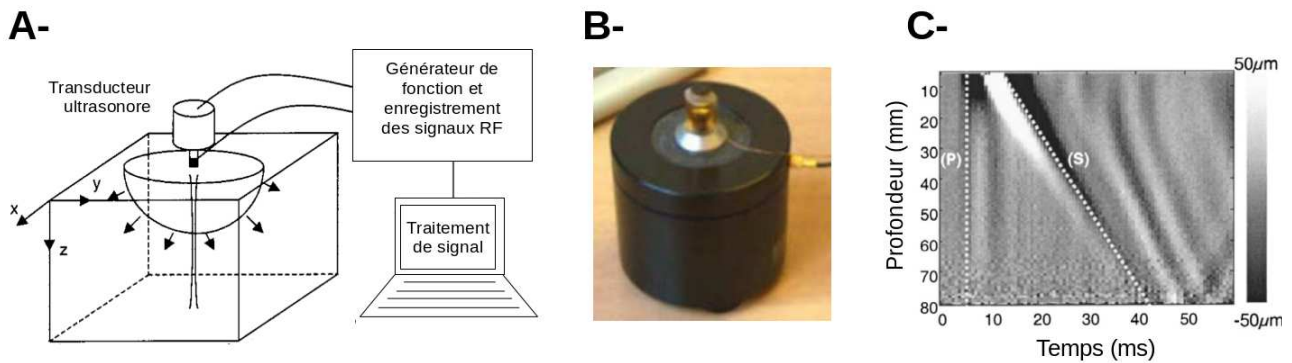 A-
Transducteur
ultrasonore
Générateur de
fonction et
enregistrement
des signaux RF
Traitement
de signal
x
y
z
B-
C-
Profondeur (mm)
10
20
30
40
50
60
70
80
(P)
(S)
0
10
20
30
40
50
Temps (ms)
50µm
-50µm